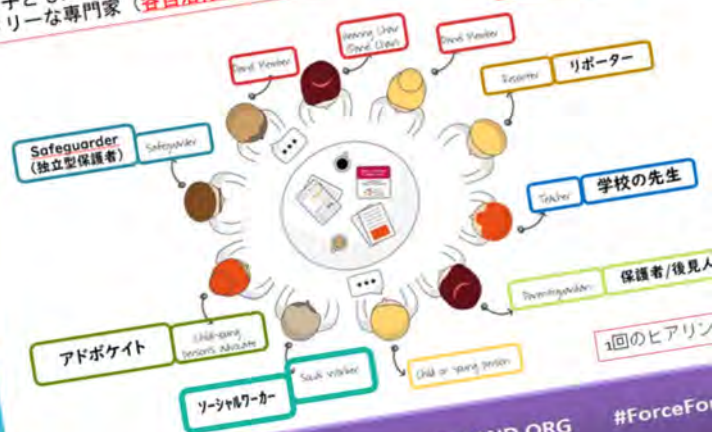 リーな専門家（
Panel Member
Hearing Chair
(Panel Chair)
Panel Member
Reporter
リポーター
Safeguarder
（独立型保護者）
Safeguarder
Teacher
学校の先生
Parent/guardian
保護者/後見人
アドボケイト
Child/young
person's advocate
ソーシャルワーカー
Social Worker
Child or young person
1回のヒアリン
.ORG
#ForceFor